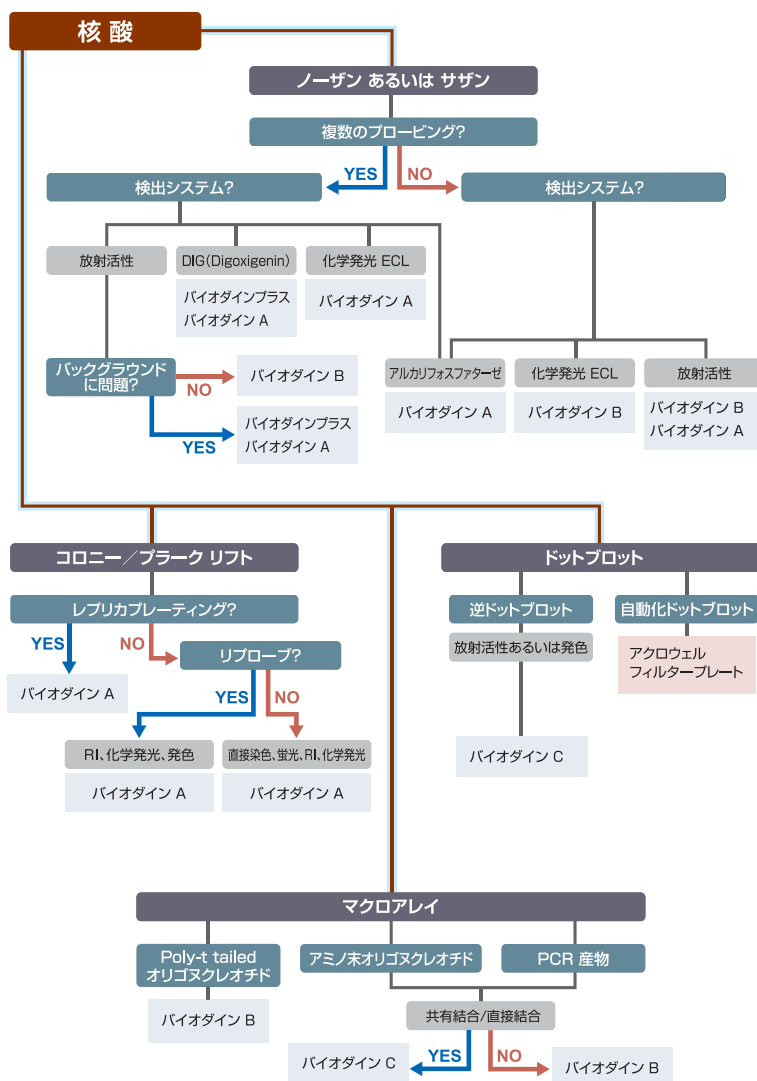 核酸
ノーザン あるいは サザン
複数のプロービング?
YES
NO
検出システム?
検出システム?
放射活性
DIG(Digoxigenin)
化学発光 ECL
バイオダインプラス
バイオダイン A
バイオダイン A
バックグラウンド
に問題?
NO
バイオダイン B
YES
バイオダインプラス
バイオダイン A
アルカリフォスファターゼ
化学発光 ECL
放射活性
バイオダイン A
バイオダイン B
バイオダイン B
バイオダイン A
コロニー/プラーク リフト
レプリカプレーティング?
YES
NO
バイオダイン A
リプローブ?
YES
NO
RI、化学発光、発色
バイオダイン A
直接染色、蛍光、RI、化学発光
バイオダイン A
ドットブロット
逆ドットブロット
放射活性あるいは発色
バイオダイン C
自動化ドットブロット
アクロウェル
フィルタープレート
マクロアレイ
Poly-t tailed
オリゴヌクレオチド
バイオダイン B
アミノ末オリゴヌクレオチド
PCR 産物
共有結合/直接結合
YES
NO
バイオダイン C
バイオダイン B